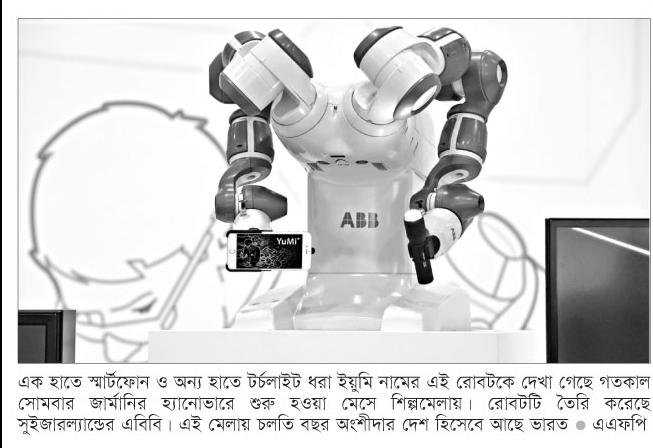 ABB
YuMi
এক হাতে স্মার্টফোন ও অন্য হাতে টর্চলাইট ধরা ইয়ুমি নামের এই রোবটকে দেখা গেছে গতকাল
সোমবার জার্মানির হ্যানোভারে শুরু হওয়া মেসে শিল্পমেলায়। রোবটটি তৈরি করেছে
সুইজারল্যান্ডের এবিবি। এই মেলায় চলতি বছর অংশীদার দেশ হিসেবে আছে ভারত ● এএফপি